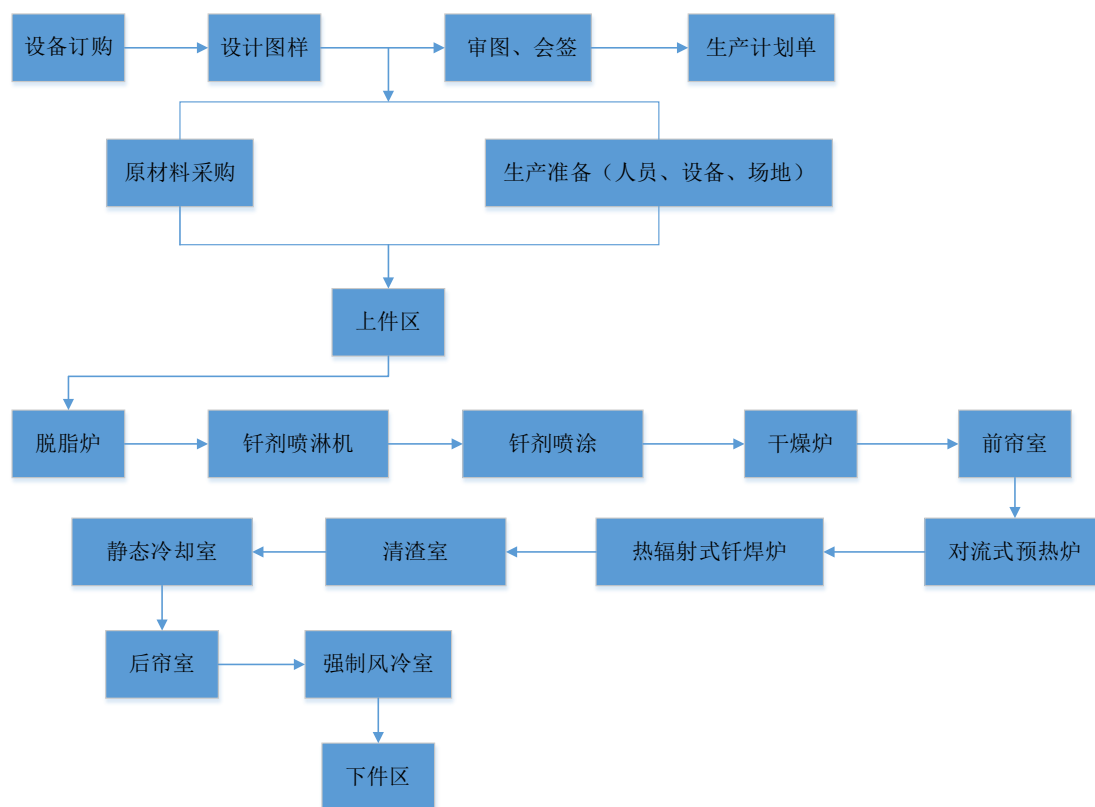 设备订购
设计图样
审图、会签
生产计划单
原材料采购
生产准备（人员、设备、场地）
上件区
脱脂炉
钎剂喷淋机
钎剂喷涂
干燥炉
前帘室
对流式预热炉
热辐射式钎焊炉
清渣室
静态冷却室
后帘室
强制风冷室
下件区